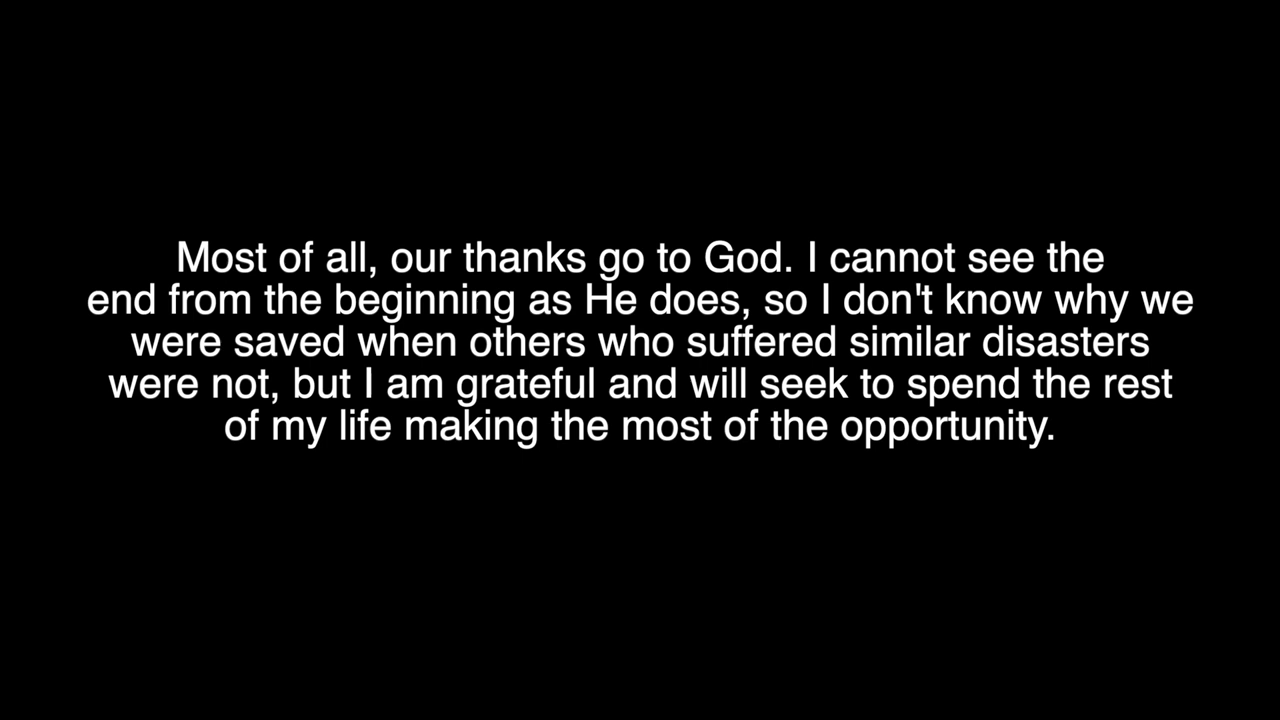 Most of all, our thanks go to God. I cannot see the
end from the beginning as He does, so I don't know why we
were saved when others who suffered similar disasters
were not, but I am grateful and will seek to spend the rest
of my life making the most of the opportunity.